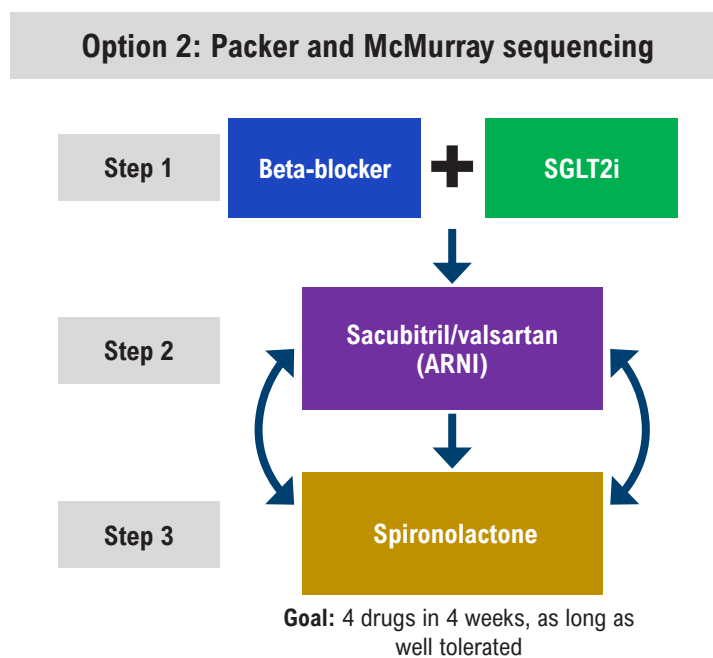 Option 2: Packer and McMurray sequencing
Step 1
Beta-blocker
+
SGLT2i
Step 2
Sacubitril/valsartan
(ARNI)
Step 3
Spironolactone
Goal: 4 drugs in 4 weeks, as long as
well tolerated